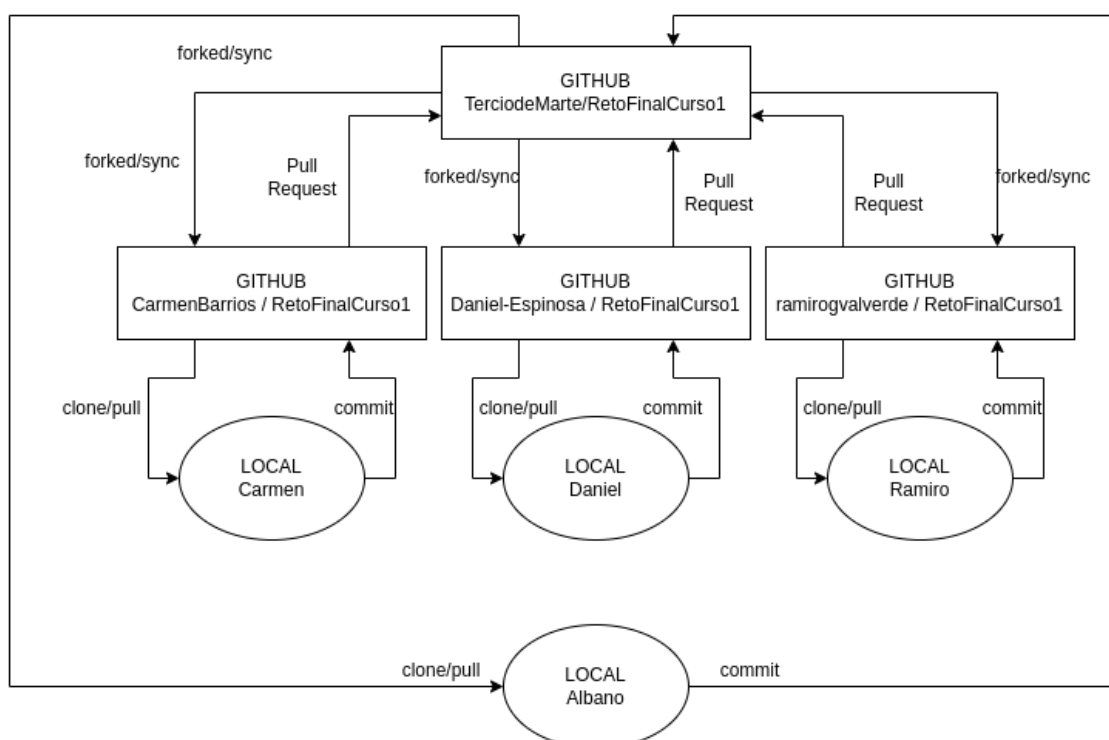 forked/sync
GITHUB
TerciodeMarte/RetoFinalCurso1
forked/sync
Pull
Request
forked/sync
Pull
Request
Pull
Request
forked/sync
GITHUB
CarmenBarrios / RetoFinalCurso1
GITHUB
Daniel-Espinosa / RetoFinalCurso1
GITHUB
ramirogvalverde / RetoFinalCurso1
clone/pull
commit
clone/pull
commit
clone/pull
commit
LOCAL
Carmen
LOCAL
Daniel
LOCAL
Ramiro
clone/pull
LOCAL
Albano
commit